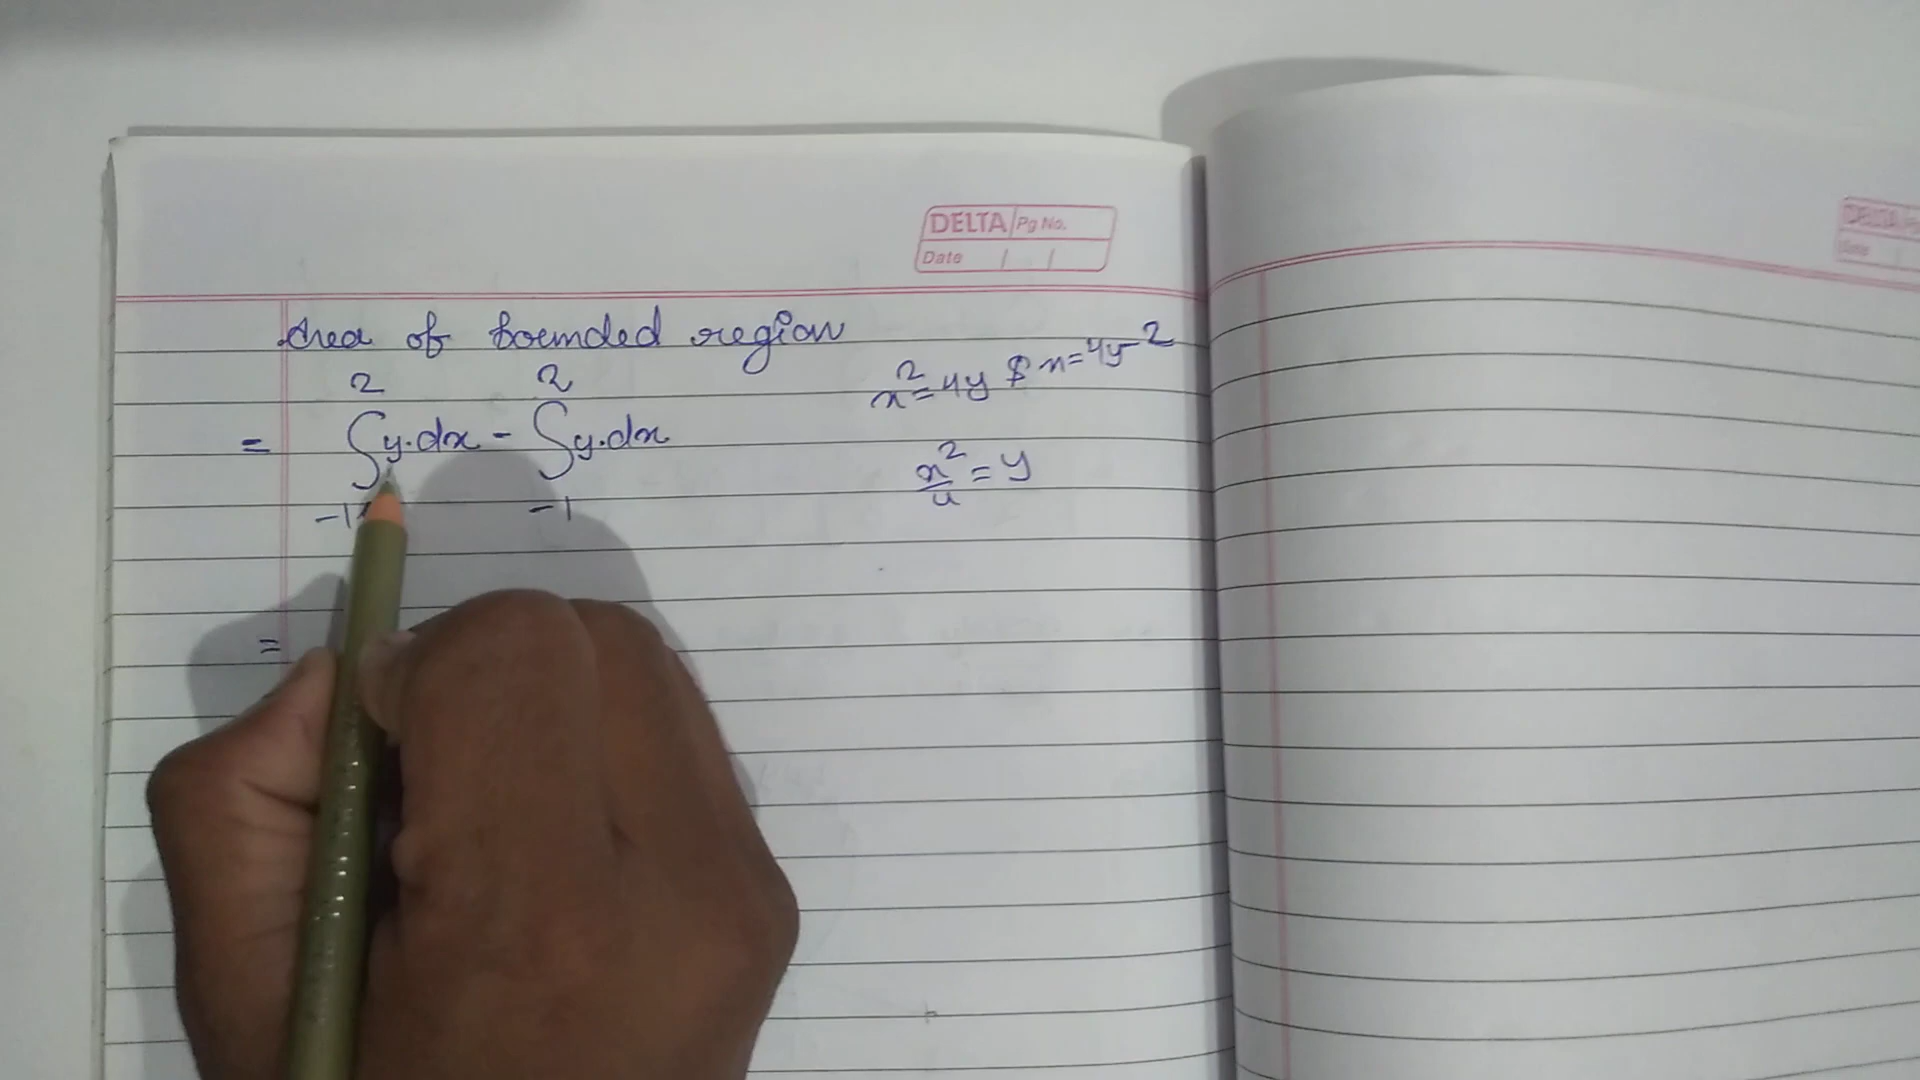 DELTA Pg No.
Date / /
Area of bounded region
x² = 4y & x = 4y - 2
= ∫₋₁² y.dx - ∫₋₁² y.dx
x²/4 = y
=